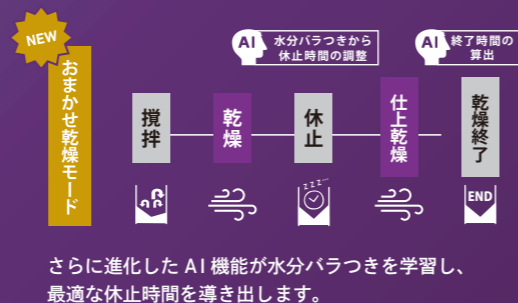 NEW
おまかせ乾燥モード
AI 水分バラつきから
休止時間の調整
AI 終了時間の
算出
撹拌
乾燥
休止
仕上乾燥
乾燥終了
zzz…
END
さらに進化した AI 機能が水分バラつきを学習し、
最適な休止時間を導き出します。